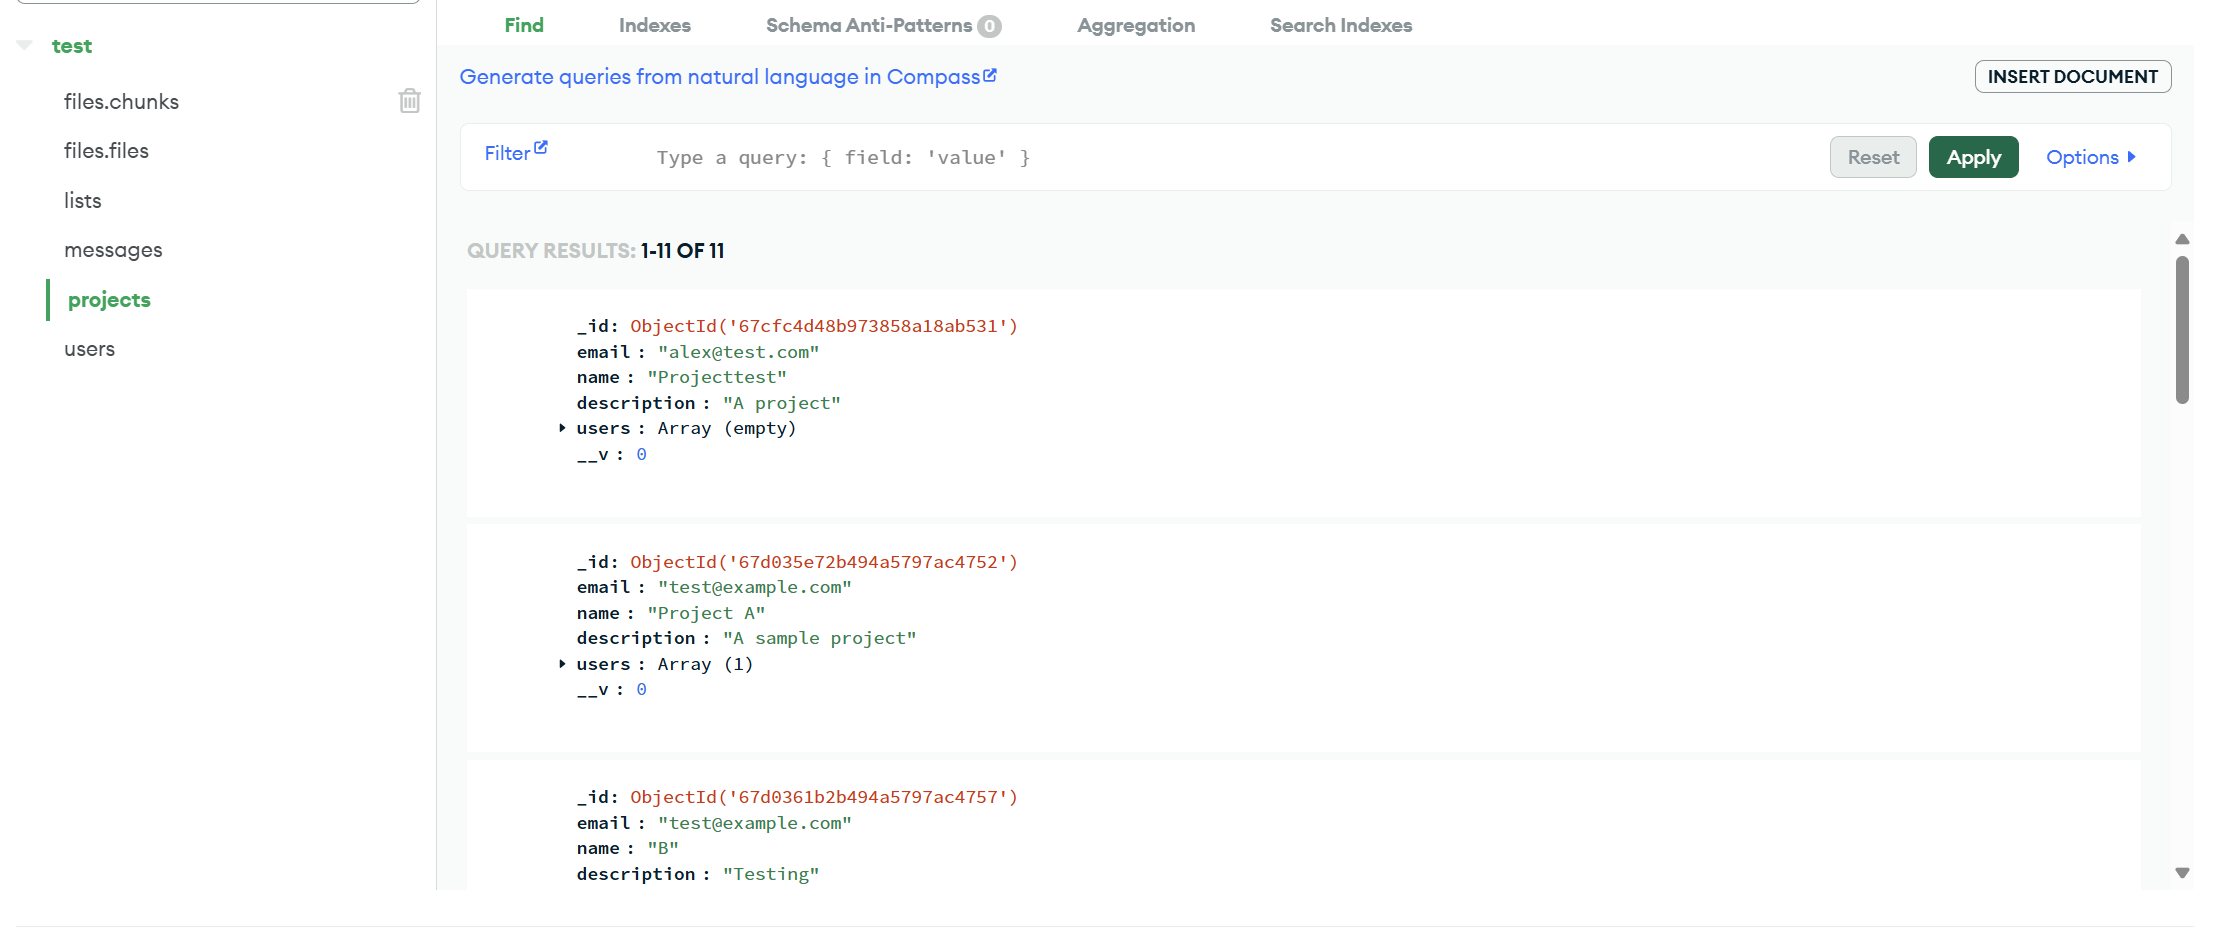 Find Indexes Schema Anti-Patterns 0 Aggregation Search Indexes
test
files.chunks
files.files
lists
messages
projects
users
Generate queries from natural language in Compass
INSERT DOCUMENT
Filter Type a query: { field: 'value' } Reset Apply Options
QUERY RESULTS: 1-11 OF 11
_id: ObjectId('67cfc4d48b973858a18ab531')
email : "alex@test.com"
name : "Projecttest"
description : "A project"
users : Array (empty)
__v : 0
_id: ObjectId('67d035e72b494a5797ac4752')
email : "test@example.com"
name : "Project A"
description : "A sample project"
users : Array (1)
__v : 0
_id: ObjectId('67d0361b2b494a5797ac4757')
email : "test@example.com"
name : "B"
description : "Testing"